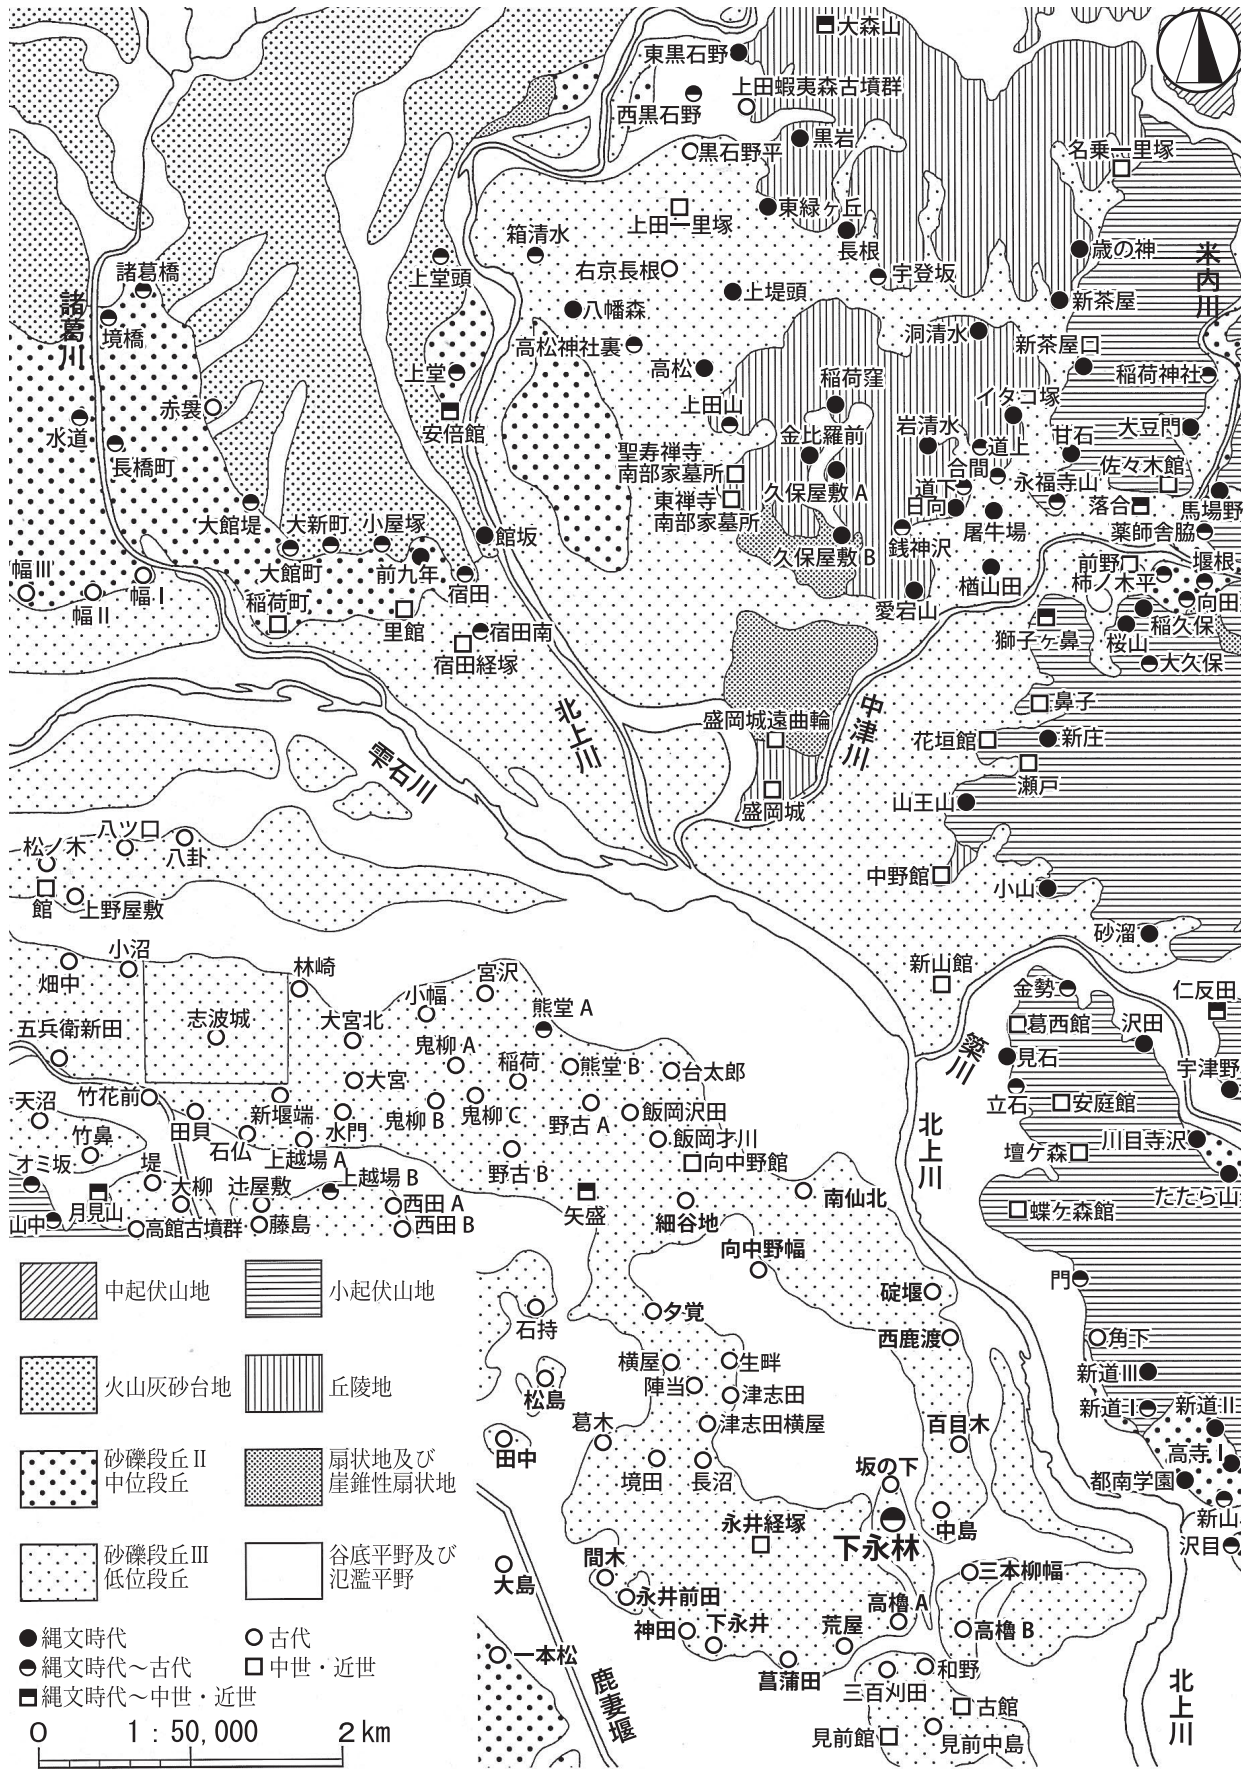 大森山
東黒石野
上田蝦夷森古墳群
西黒石野
黒岩
黒石野平
名乗一里塚
上田一里塚
東緑ヶ丘
長根
箱清水
右京長根
宇登坂
歳の神
米内川
上堂頭
諸葛橋
諸葛川
境橋
上堤頭
新茶屋
八幡森
洞清水
新茶屋口
高松神社裏
高松
上堂
稲荷窪
稲荷神社
赤袰
安倍館
上田山
イタコ塚
水道
長橋町
聖寿禅寺
南部家墓所
金比羅前
岩清水
道上
甘石
大豆門
東禅寺
南部家墓所
久保屋敷 A
合間
道下
日向
永福寺山
佐々木館
落合
馬場野
大館堤
大新町
小屋塚
館坂
久保屋敷 B
銭神沢
屠牛場
薬師舎脇
大館町
前九年
前野
堰根
幅Ⅲ
幅Ⅱ
幅Ⅰ
稲荷町
里館
宿田
愛宕山
楢山田
柿ノ木平
向田
宿田南
宿田経塚
獅子ヶ鼻
桜山
稲久保
大久保
北上川
盛岡城遠曲輪
中津川
鼻子
花垣館
新庄
雫石川
盛岡城
瀬戸
山王山
松ノ木
八ツ口
八卦
中野館
小山
館
上野屋敷
砂溜
小沼
畑中
林崎
宮沢
新山館
金勢
仁反田
志波城
小幅
熊堂 A
葛西館
沢田
五兵衛新田
大宮北
鬼柳 A
稲荷
熊堂 B
築川
見石
宇津野
天沼
竹花前
大宮
台太郎
立石
安庭館
田貝
新堰端
鬼柳 B
鬼柳 C
野古 A
飯岡沢田
北上川
竹鼻
石仏
水門
飯岡才川
川目寺沢
オミ坂
堤
上越場 A
野古 B
向中野館
壇ケ森
山中
月見山
大柳
辻屋敷
上越場 B
矢盛
細谷地
南仙北
たたら山
高館古墳群
藤島
西田 A
西田 B
蝶ヶ森館
中起伏山地
小起伏山地
向中野幅
門
石持
夕覚
碇堰
西鹿渡
角下
火山灰砂台地
丘陵地
横屋
生畔
新道Ⅲ
松島
陣当
津志田
新道Ⅰ
新道Ⅱ
葛木
津志田横屋
百目木
砂礫段丘Ⅱ
中位段丘
扇状地及び
崖錐性扇状地
田中
境田
長沼
坂の下
高寺Ⅰ
都南学園
永井経塚
下永林
中島
新山
沢目
砂礫段丘Ⅲ
低位段丘
谷底平野及び
氾濫平野
大島
間木
三本柳幅
永井前田
高櫓 A
縄文時代
古代
神田
下永井
荒屋
高櫓 B
縄文時代～古代
中世・近世
一本松
菖蒲田
和野
縄文時代～中世・近世
鹿妻堰
三百刈田
古館
北上川
0 1：50,000 2km
見前館
見前中島